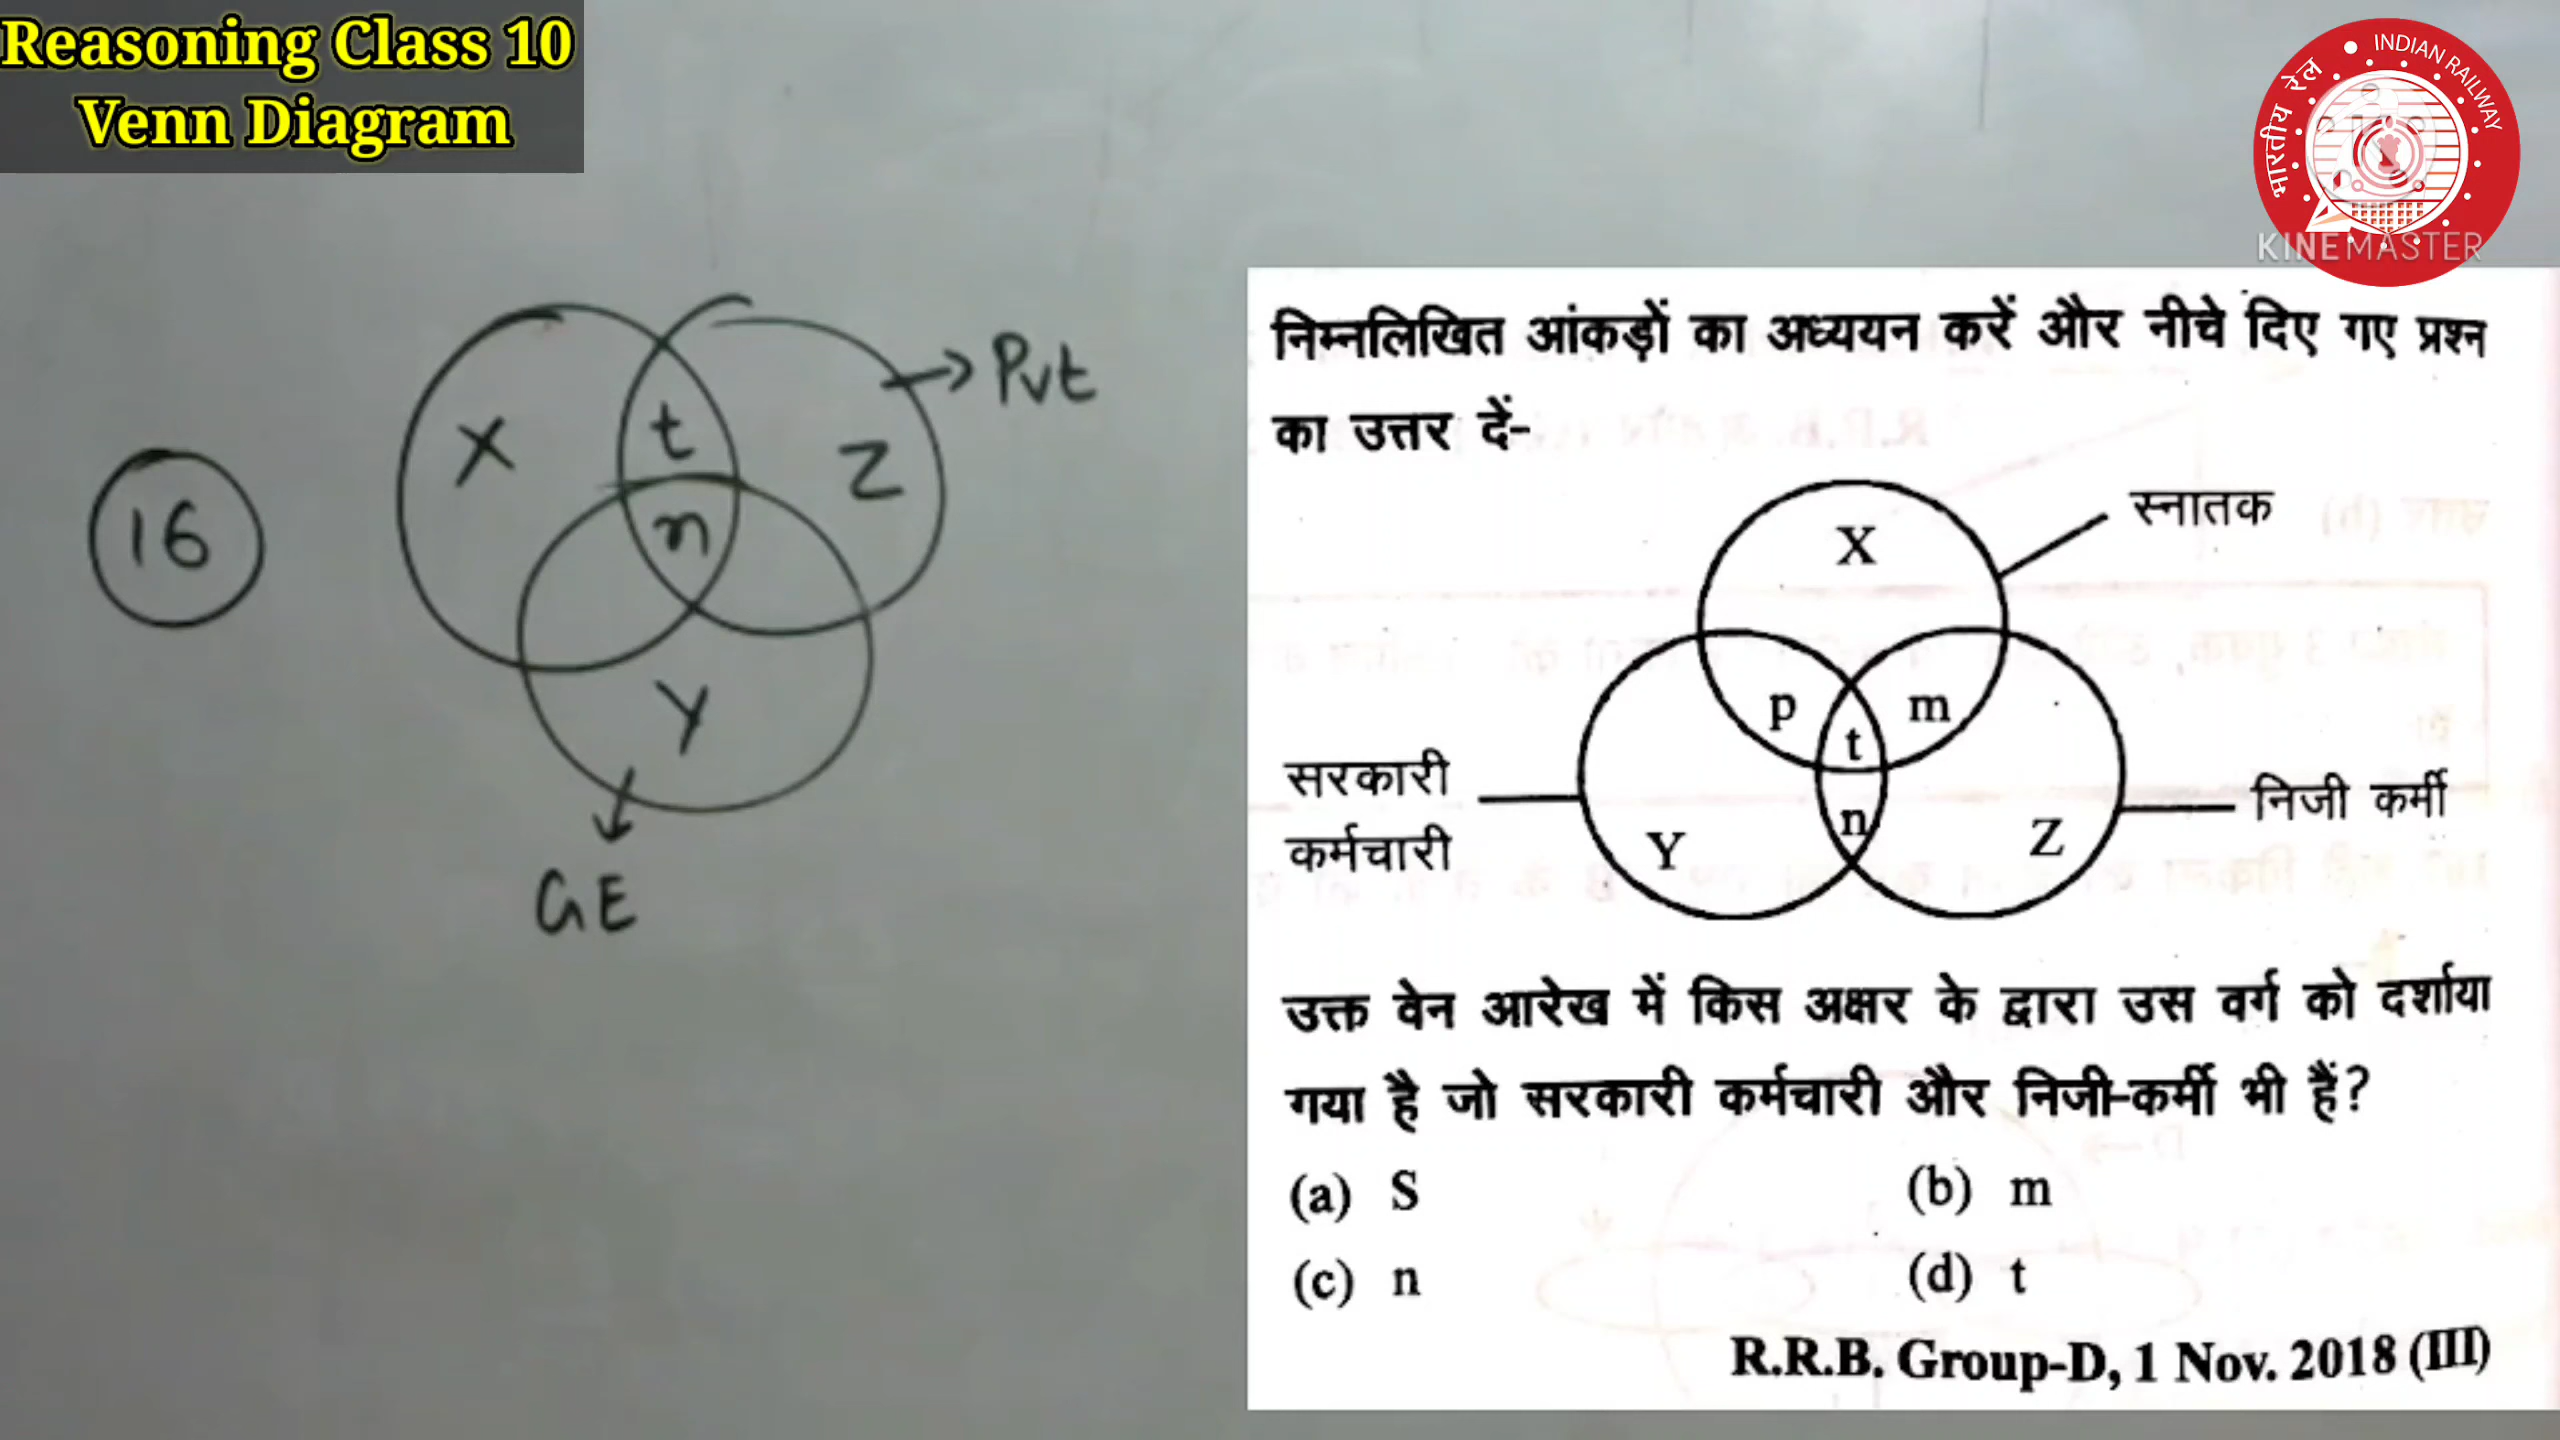 Reasoning Class 10
Venn Diagram
INDIAN RAILWAY
भारतीय रेल
KINEMASTER
16
X
t
Z
Pvt
n
Y
GE
निम्नलिखित आंकड़ों का अध्ययन करें और नीचे दिए गए प्रश्न
का उत्तर दें-
X
स्नातक
p
m
t
सरकारी
कर्मचारी
निजी कर्मी
n
Y
Z
उक्त वेन आरेख में किस अक्षर के द्वारा उस वर्ग को दर्शाया
गया है जो सरकारी कर्मचारी और निजी-कर्मी भी हैं?
(a) S
(b) m
(c) n
(d) t
R.R.B. Group-D, 1 Nov. 2018 (III)